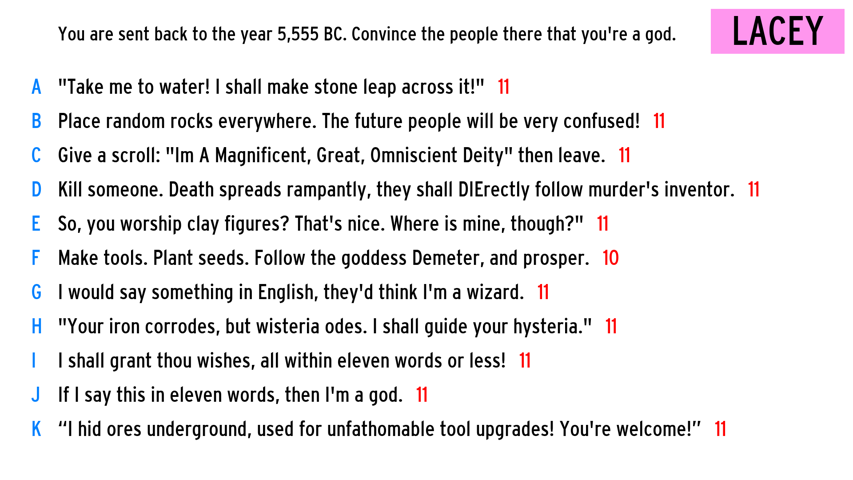 You are sent back to the year 5,555 BC. Convince the people there that you're a god.
LACEY
A "Take me to water! I shall make stone leap across it!" 11
B Place random rocks everywhere. The future people will be very confused! 11
C Give a scroll: "Im A Magnificent, Great, Omniscient Deity" then leave. 11
D Kill someone. Death spreads rampantly, they shall DIErectly follow murder's inventor. 11
E So, you worship clay figures? That's nice. Where is mine, though?" 11
F Make tools. Plant seeds. Follow the goddess Demeter, and prosper. 10
G I would say something in English, they'd think I'm a wizard. 11
H "Your iron corrodes, but wisteria odes. I shall guide your hysteria." 11
I I shall grant thou wishes, all within eleven words or less! 11
J If I say this in eleven words, then I'm a god. 11
K “I hid ores underground, used for unfathomable tool upgrades! You're welcome!” 11